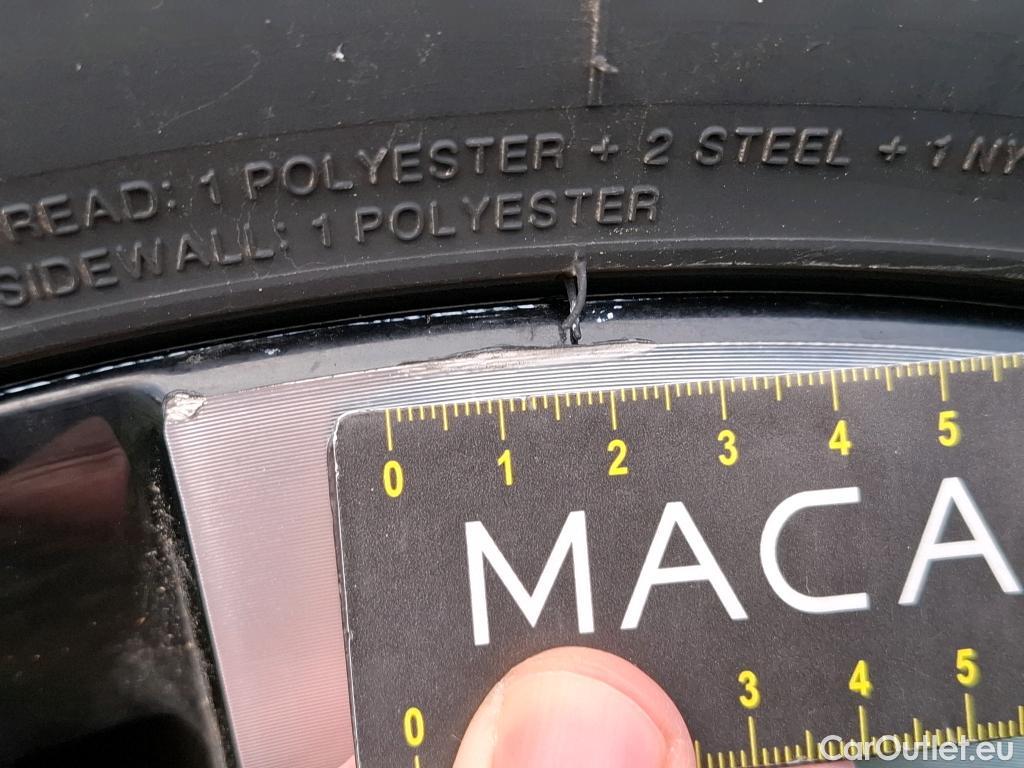 READ: 1 POLYESTER + 2 STEEL + 1 NY
SIDEWALL: 1 POLYESTER
0 1 2 3 4 5
MACA
0 3 4 5
CarOutlet.eu